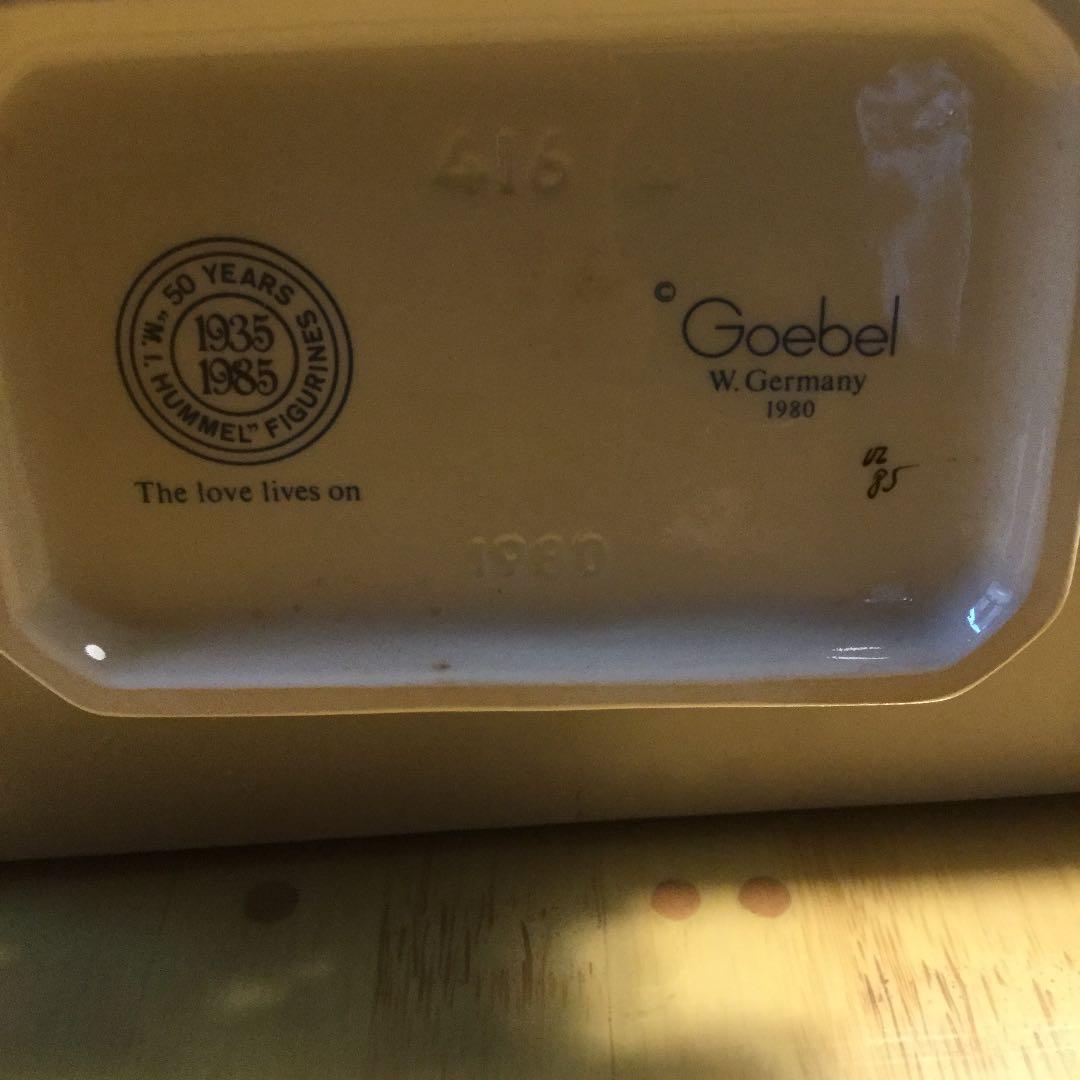 416
"M. I. HUMMEL" FIGURINES
50 YEARS
1935
1985
The love lives on
© Goebel
W. Germany
1980
85
1980